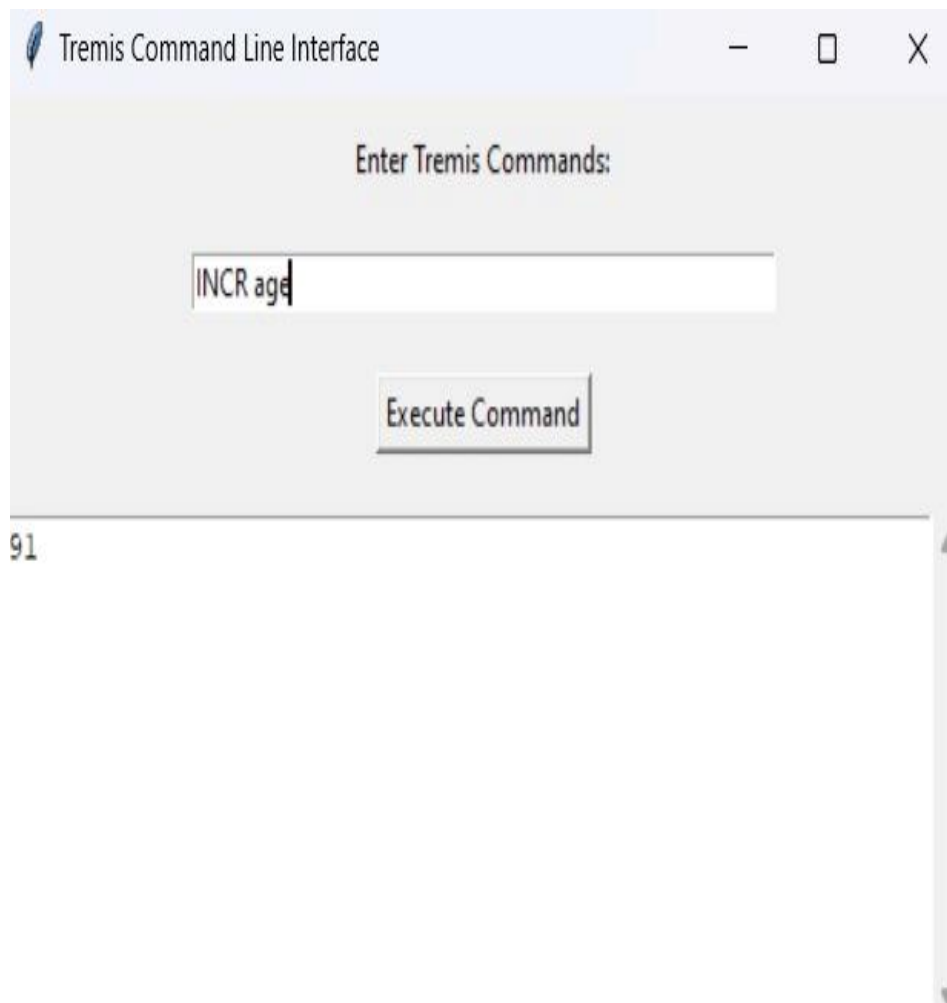 Tremis Command Line Interface
Enter Tremis Commands:
INCR age
Execute Command
91